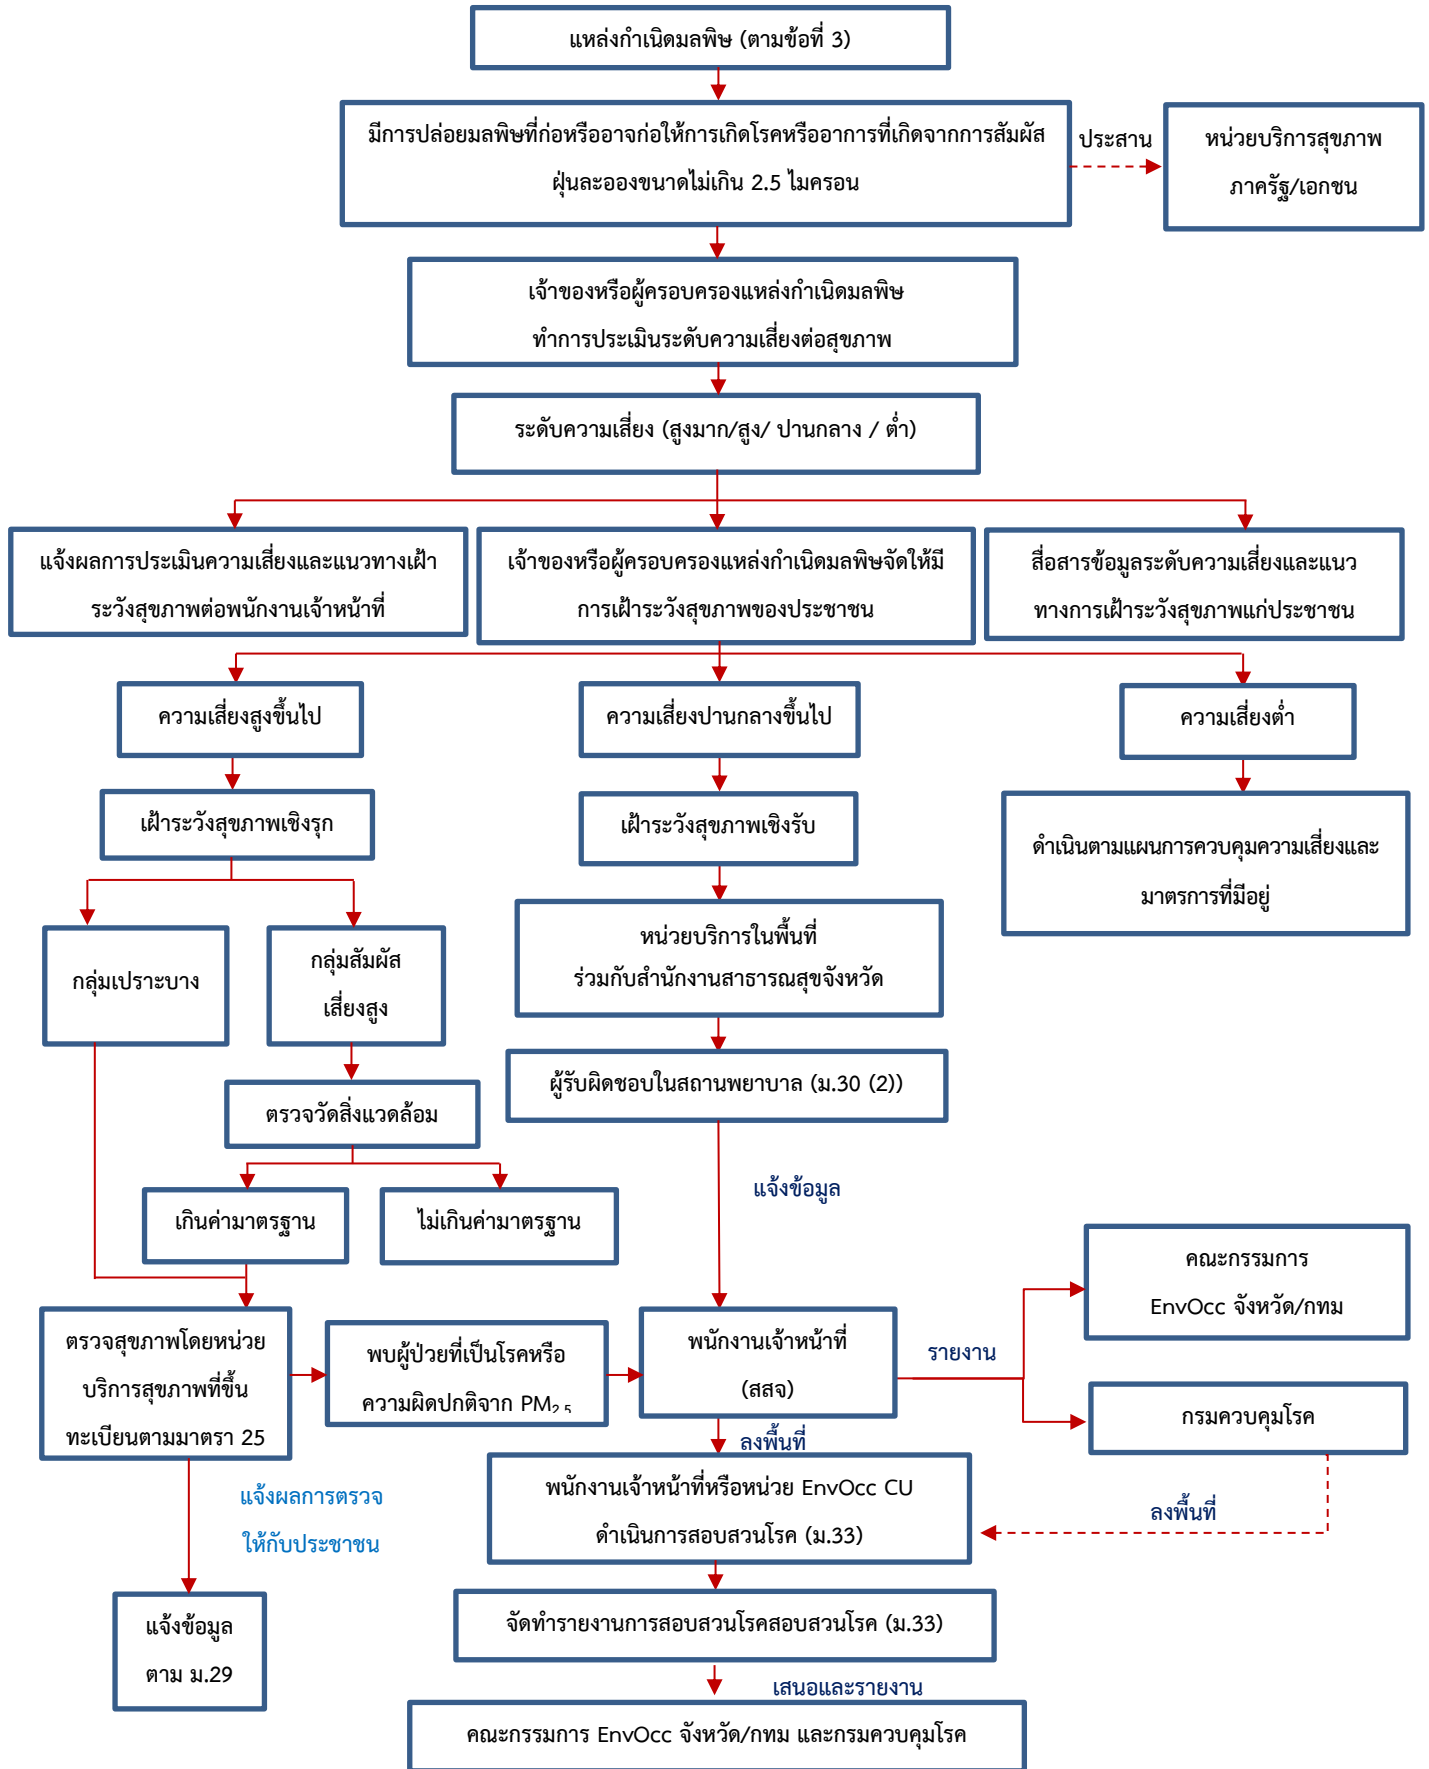 แหล่งกำเนิดมลพิษ (ตามข้อที่ 3)
มีการปล่อยมลพิษที่ก่อหรืออาจก่อให้การเกิดโรคหรืออาการที่เกิดจากการสัมผัส
ฝุ่นละอองขนาดไม่เกิน 2.5 ไมครอน
ประสาน
หน่วยบริการสุขภาพ
ภาครัฐ/เอกชน
เจ้าของหรือผู้ครอบครองแหล่งกำเนิดมลพิษ
ทำการประเมินระดับความเสี่ยงต่อสุขภาพ
ระดับความเสี่ยง (สูงมาก/สูง/ ปานกลาง / ต่ำ)
แจ้งผลการประเมินความเสี่ยงและแนวทางเฝ้า
ระวังสุขภาพต่อพนักงานเจ้าหน้าที่
เจ้าของหรือผู้ครอบครองแหล่งกำเนิดมลพิษจัดให้มี
การเฝ้าระวังสุขภาพของประชาชน
สื่อสารข้อมูลระดับความเสี่ยงและแนว
ทางการเฝ้าระวังสุขภาพแก่ประชาชน
ความเสี่ยงสูงขึ้นไป
ความเสี่ยงปานกลางขึ้นไป
ความเสี่ยงต่ำ
เฝ้าระวังสุขภาพเชิงรุก
เฝ้าระวังสุขภาพเชิงรับ
ดำเนินตามแผนการควบคุมความเสี่ยงและ
มาตรการที่มีอยู่
กลุ่มเปราะบาง
กลุ่มสัมผัส
เสี่ยงสูง
หน่วยบริการในพื้นที่
ร่วมกับสำนักงานสาธารณสุขจังหวัด
ผู้รับผิดชอบในสถานพยาบาล (ม.30 (2))
ตรวจวัดสิ่งแวดล้อม
แจ้งข้อมูล
เกินค่ามาตรฐาน
ไม่เกินค่ามาตรฐาน
คณะกรรมการ
EnvOcc จังหวัด/กทม
ตรวจสุขภาพโดยหน่วย
บริการสุขภาพที่ขึ้น
ทะเบียนตามมาตรา 25
พบผู้ป่วยที่เป็นโรคหรือ
ความผิดปกติจาก PM2.5
พนักงานเจ้าหน้าที่
(สสจ)
รายงาน
กรมควบคุมโรค
ลงพื้นที่
แจ้งผลการตรวจ
ให้กับประชาชน
พนักงานเจ้าหน้าที่หรือหน่วย EnvOcc CU
ดำเนินการสอบสวนโรค (ม.33)
ลงพื้นที่
แจ้งข้อมูล
ตาม ม.29
จัดทำรายงานการสอบสวนโรคสอบสวนโรค (ม.33)
เสนอและรายงาน
คณะกรรมการ EnvOcc จังหวัด/กทม และกรมควบคุมโรค